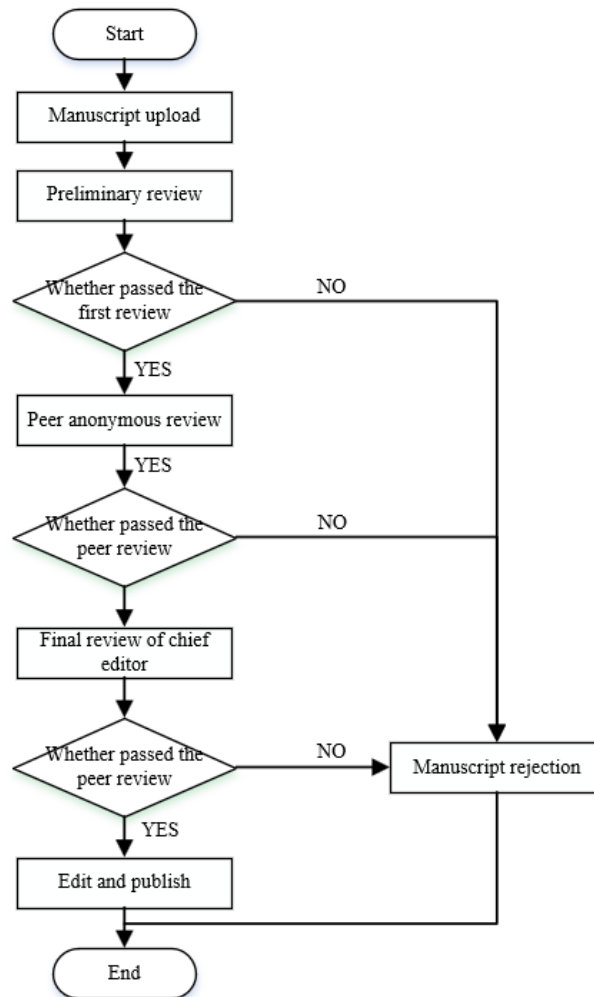 Start
Manuscript upload
Preliminary review
Whether passed the
first review
NO
YES
Peer anonymous review
YES
Whether passed the
peer review
NO
Final review of chief
editor
Whether passed the
peer review
NO
Manuscript rejection
YES
Edit and publish
End